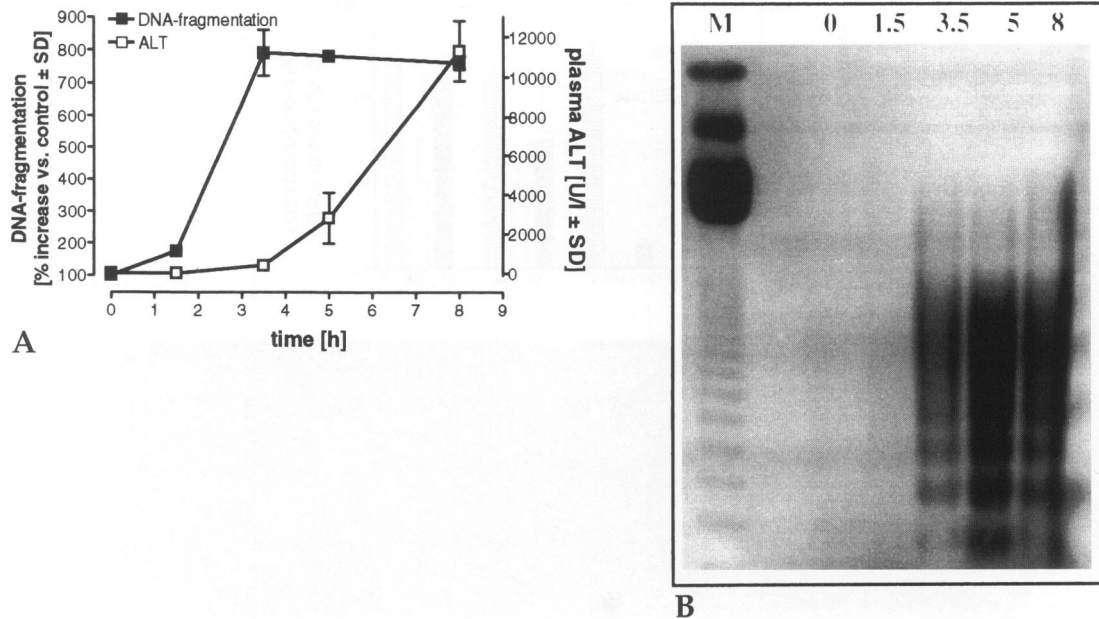 DNA-fragmentation
ALT
DNA-fragmentation
[% increase vs. control ± SD]
900
800
700
600
500
400
300
200
100
plasma ALT [U/l ± SD]
12000
10000
8000
6000
4000
2000
0
0 1 2 3 4 5 6 7 8 9
time [h]
A
M 0 1.5 3.5 5 8
B